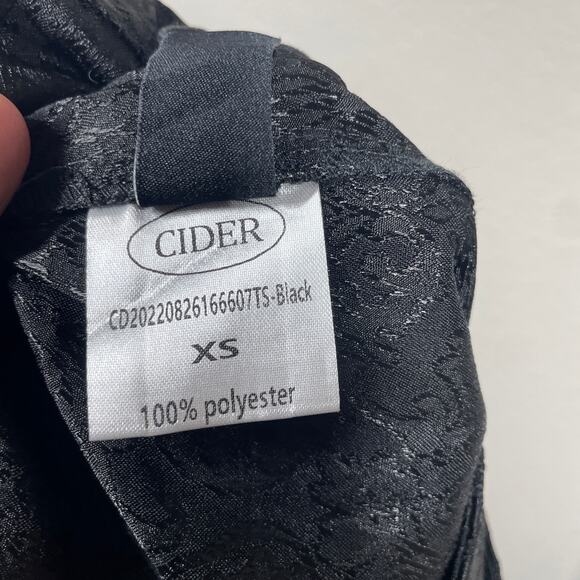 CIDER
CD20220826166607TS-Black
XS
100% polyester